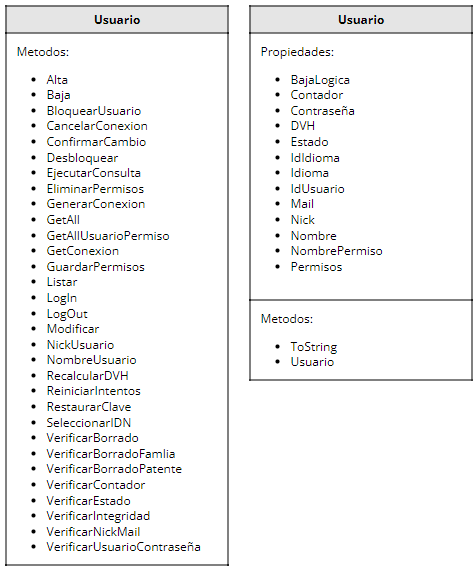 Usuario
Metodos:
Alta
Baja
BloquearUsuario
CancelarConexion
ConfirmarCambio
Desbloquear
EjecutarConsulta
EliminarPermisos
GenerarConexion
GetAll
GetAllUsuarioPermiso
GetConexion
GuardarPermisos
Listar
LogIn
LogOut
Modificar
NickUsuario
NombreUsuario
RecalcularDVH
ReiniciarIntentos
RestaurarClave
SeleccionarIDN
VerificarBorrado
VerificarBorradoFamlia
VerificarBorradoPatente
VerificarContador
VerificarEstado
VerificarIntegridad
VerificarNickMail
VerificarUsuarioContraseña
Usuario
Propiedades:
BajaLogica
Contador
Contraseña
DVH
Estado
IdIdioma
Idioma
IdUsuario
Mail
Nick
Nombre
NombrePermiso
Permisos
Metodos:
ToString
Usuario